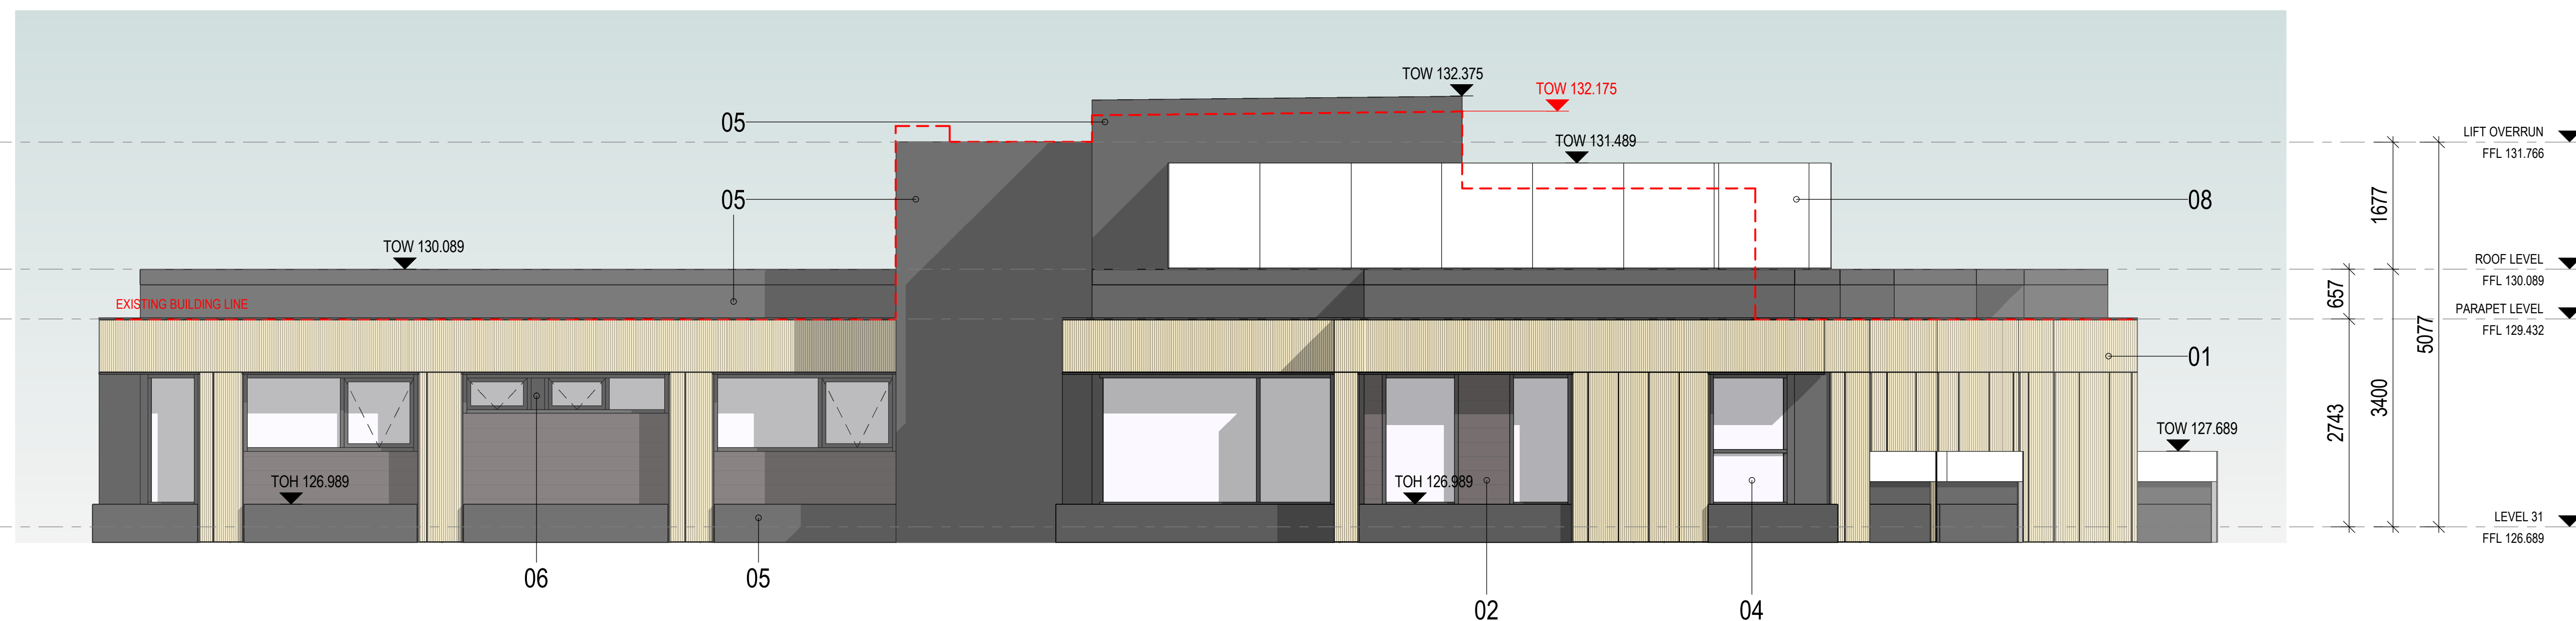 TOW 132.375
TOW 132.175
05
LIFT OVERRUN
FFL 131.766
TOW 131.489
05
08
1677
TOW 130.089
ROOF LEVEL
FFL 130.089
657
EXISTING BUILDING LINE
PARAPET LEVEL
FFL 129.432
5077
01
3400
2743
TOW 127.689
TOH 126.989
TOH 126.989
LEVEL 31
FFL 126.689
06
05
02
04